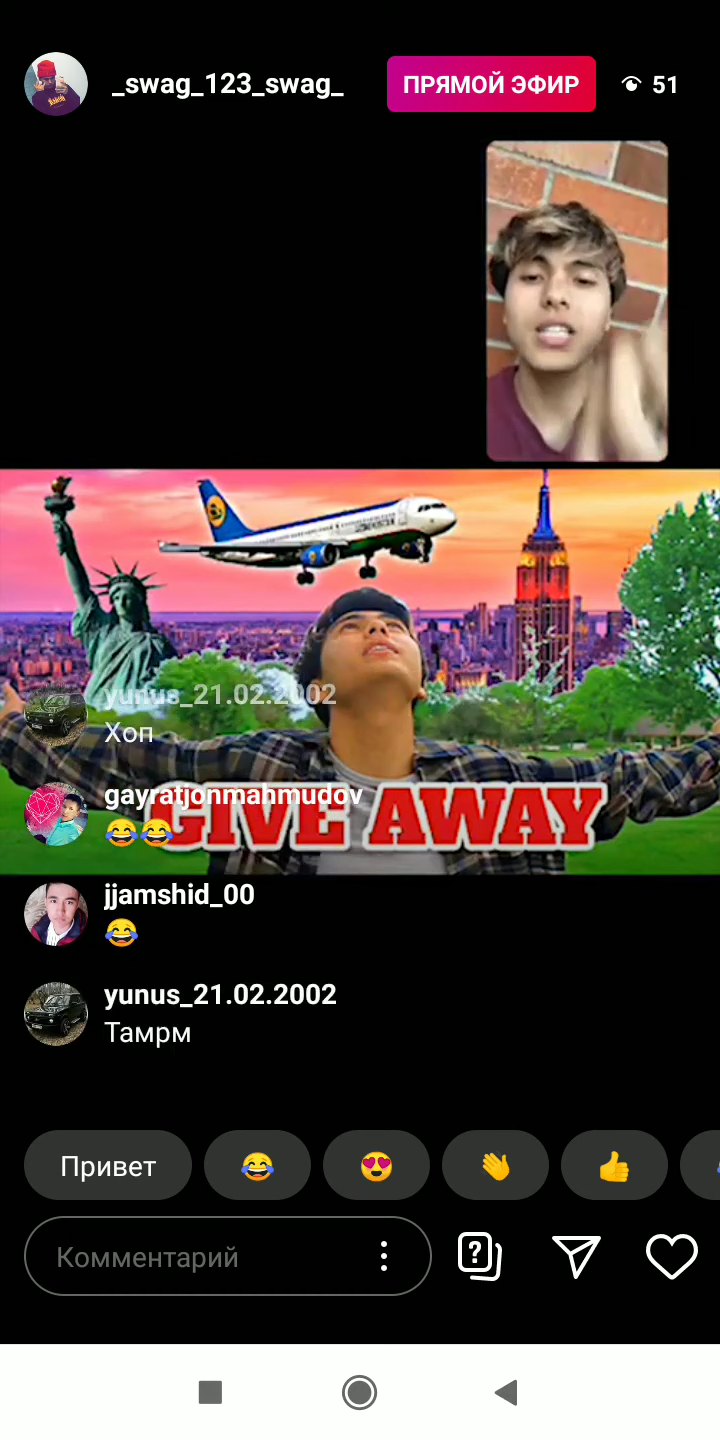 _swag_123_swag_
ПРЯМОЙ ЭФИР
51
yunus_21.02.2002
Хоп
gayratjonmahmudov
😂😂
GIVE AWAY
jjamshid_00
😂
yunus_21.02.2002
Тамрм
Привет
Комментарий